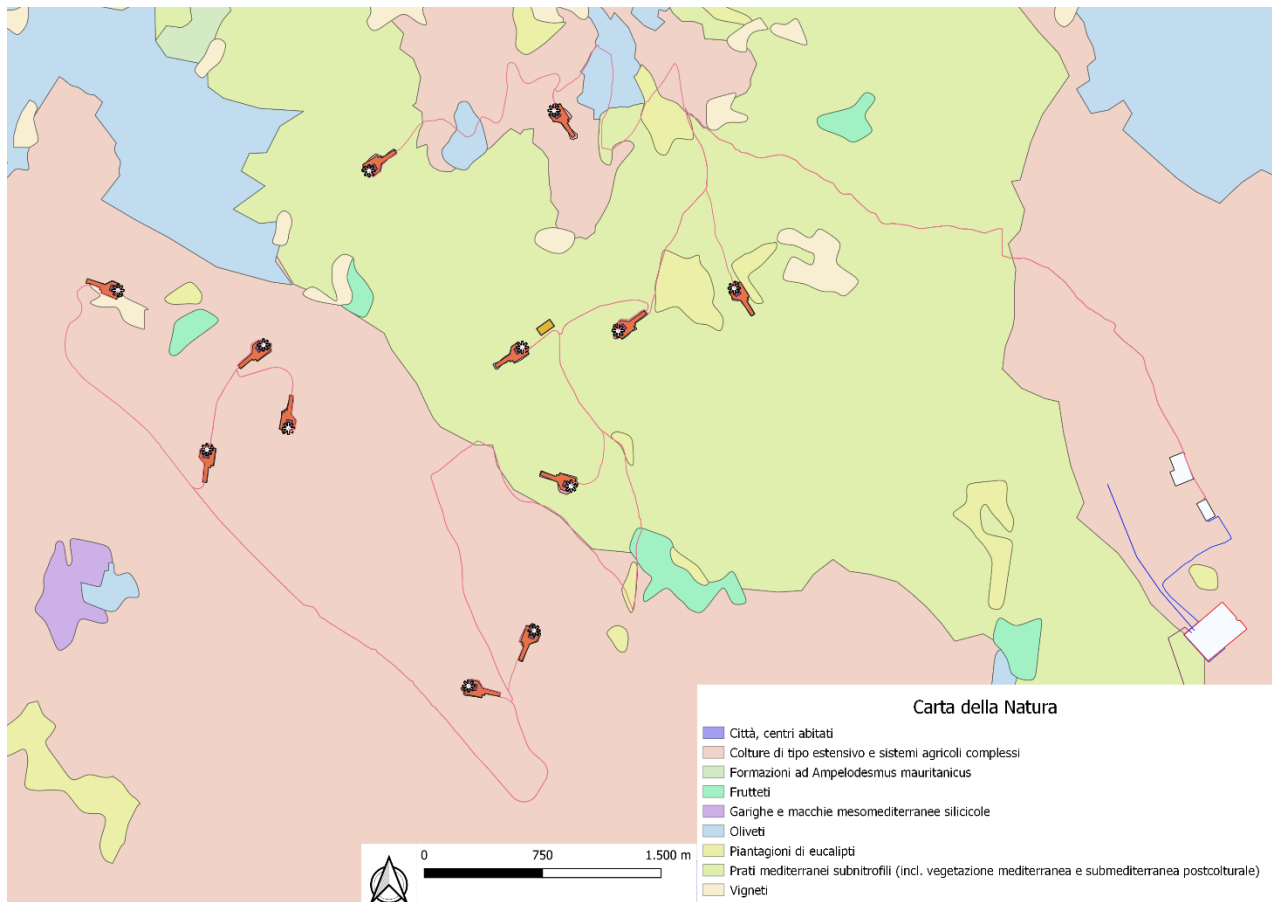 Carta della Natura
Città, centri abitati
Colture di tipo estensivo e sistemi agricoli complessi
Formazioni ad Ampelodesmus mauritanicus
Frutteti
Garighe e macchie mesomediterranee silicicole
Oliveti
Piantagioni di eucalipti
Prati mediterranei subnitrofili (incl. vegetazione mediterranea e submediterranea postcolturale)
Vigneti
0 750 1.500 m